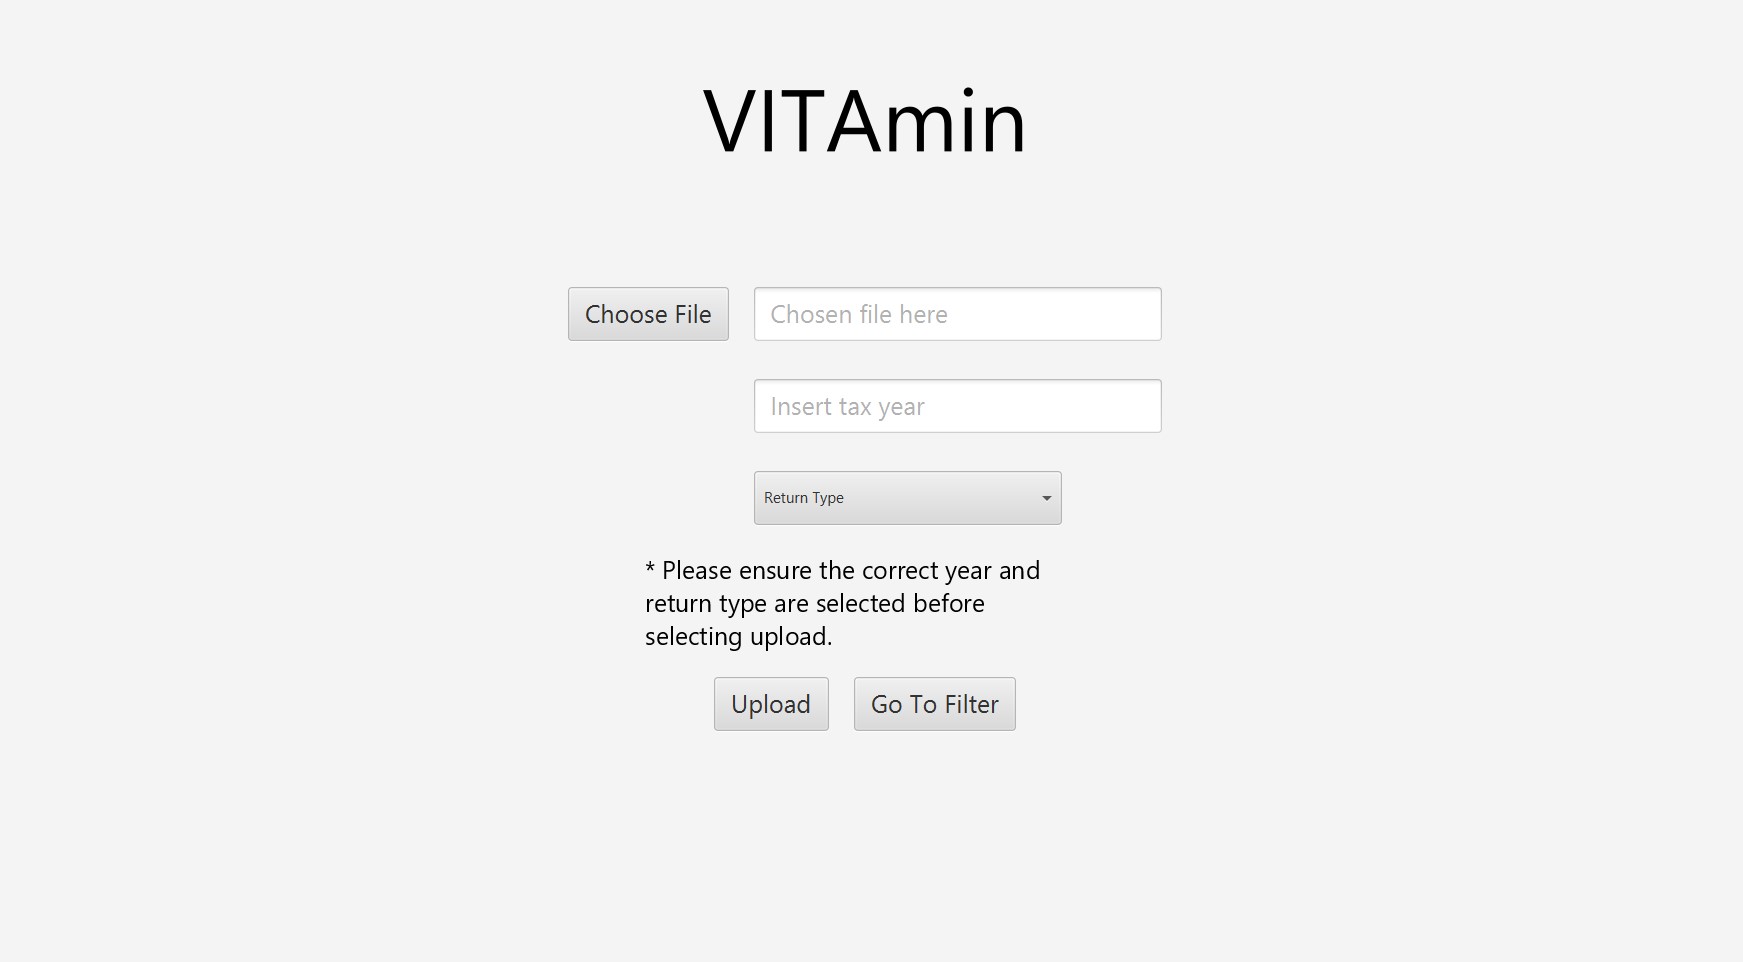 VITAmin
Choose File
Chosen file here
Insert tax year
Return Type
* Please ensure the correct year and
return type are selected before
selecting upload.
Upload
Go To Filter